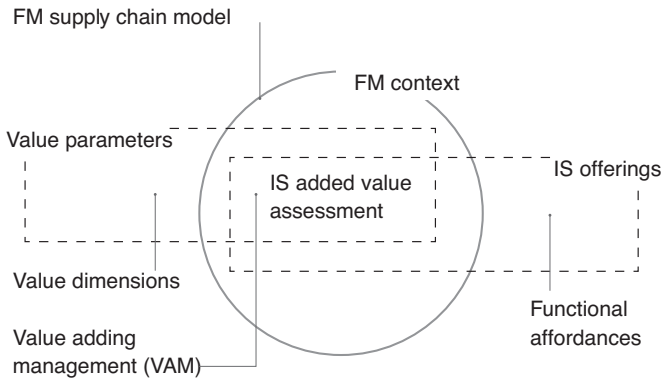 FM supply chain model
FM context
Value parameters
IS added value
assessment
IS offerings
Value dimensions
Functional
affordances
Value adding
management (VAM)